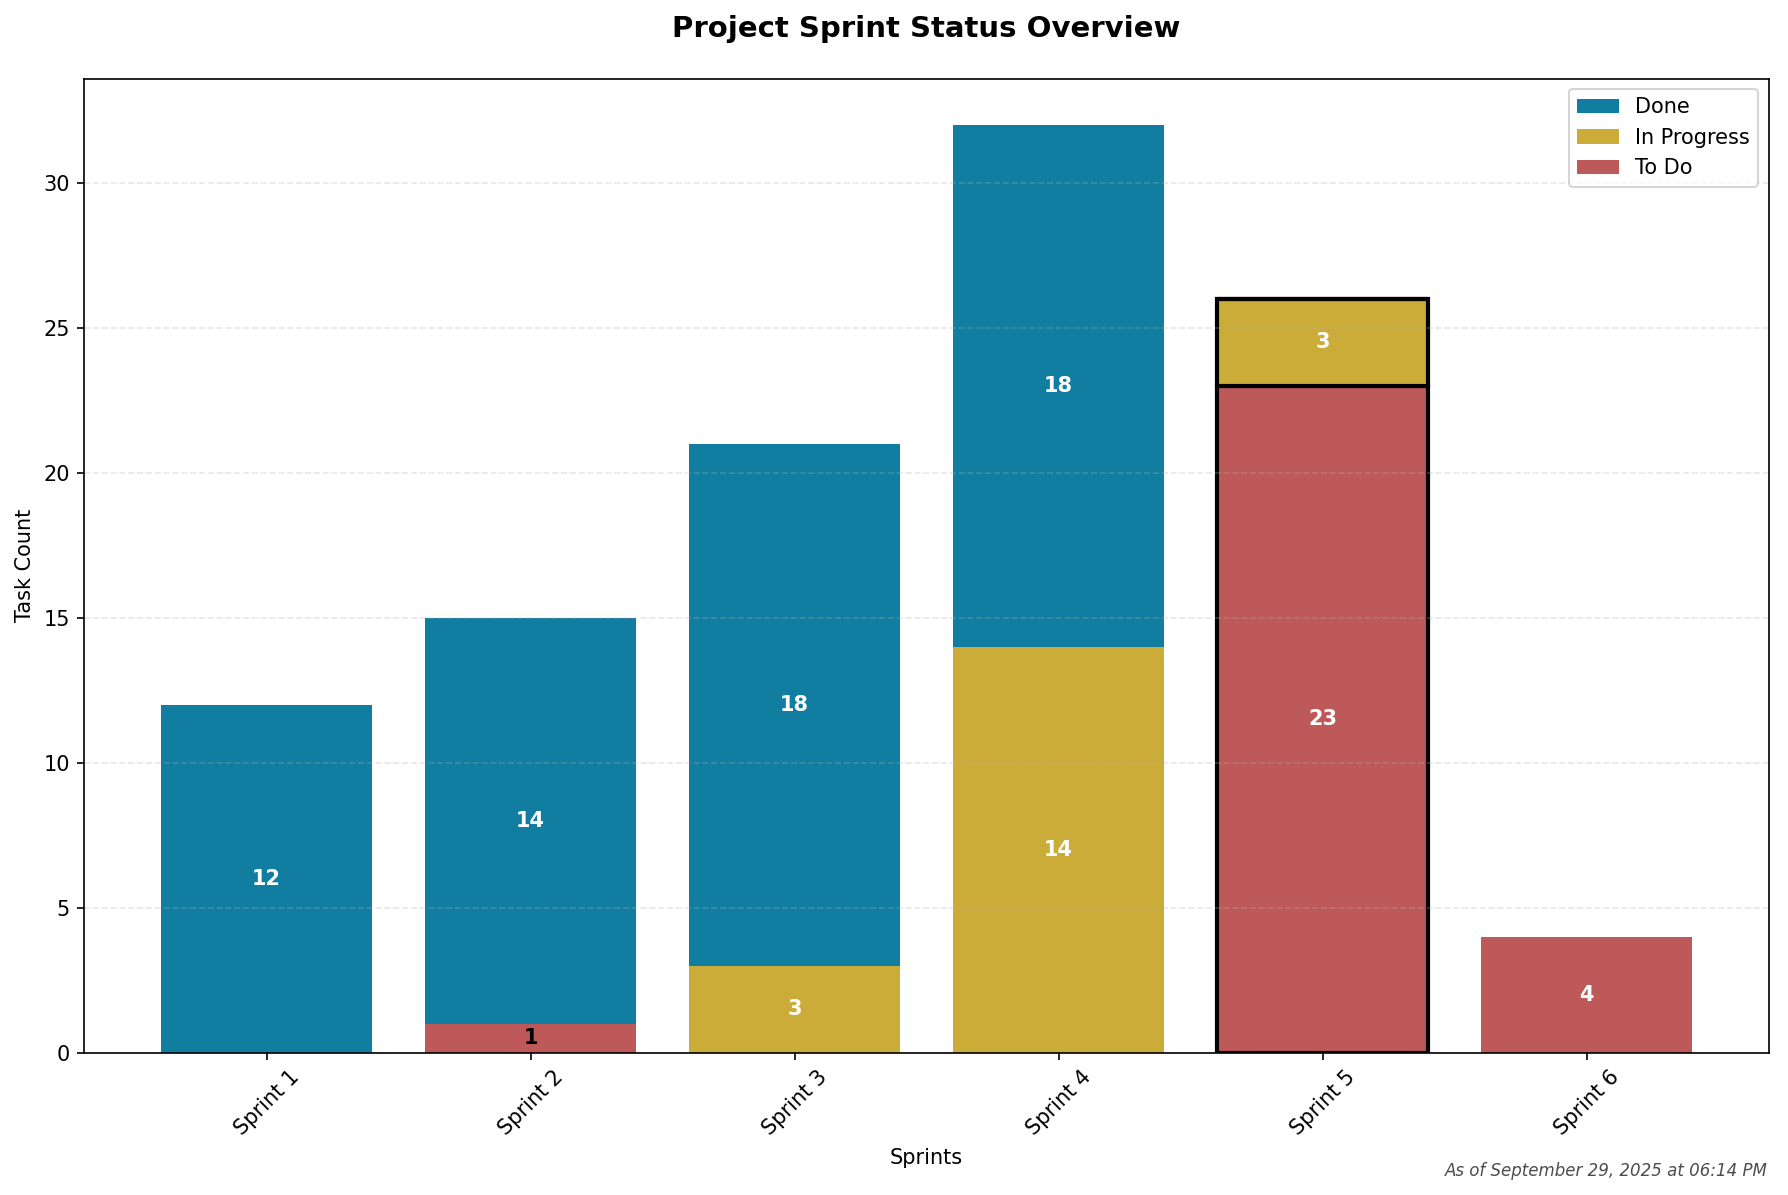 Project Sprint Status Overview
Done
In Progress
To Do
Task Count
30
25
20
15
10
5
0
12
14
1
18
3
18
14
3
23
4
Sprint 1
Sprint 2
Sprint 3
Sprint 4
Sprint 5
Sprint 6
Sprints
As of September 29, 2025 at 06:14 PM